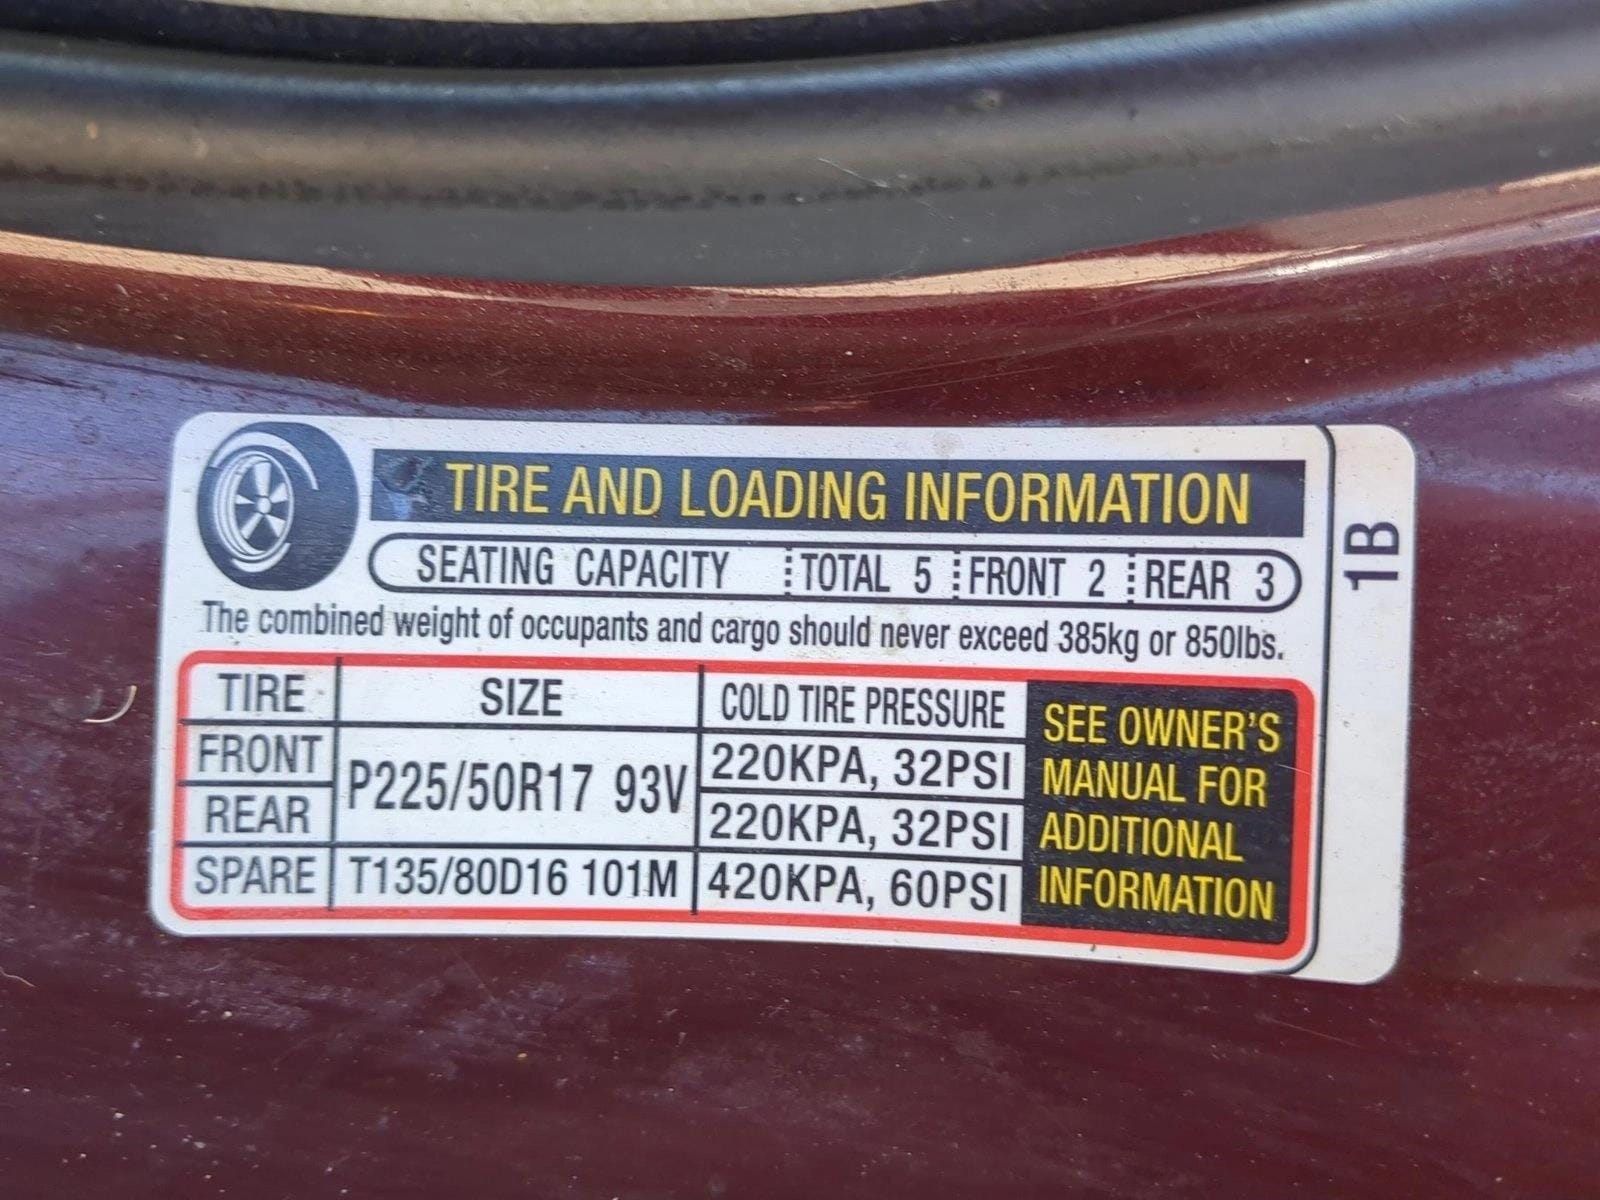 TIRE AND LOADING INFORMATION
SEATING CAPACITY TOTAL 5 FRONT 2 REAR 3
The combined weight of occupants and cargo should never exceed 385kg or 850lbs.
TIRE SIZE COLD TIRE PRESSURE
FRONT P225/50R17 93V 220KPA, 32PSI
REAR 220KPA, 32PSI
SPARE T135/80D16 101M 420KPA, 60PSI
SEE OWNER'S
MANUAL FOR
ADDITIONAL
INFORMATION
1B